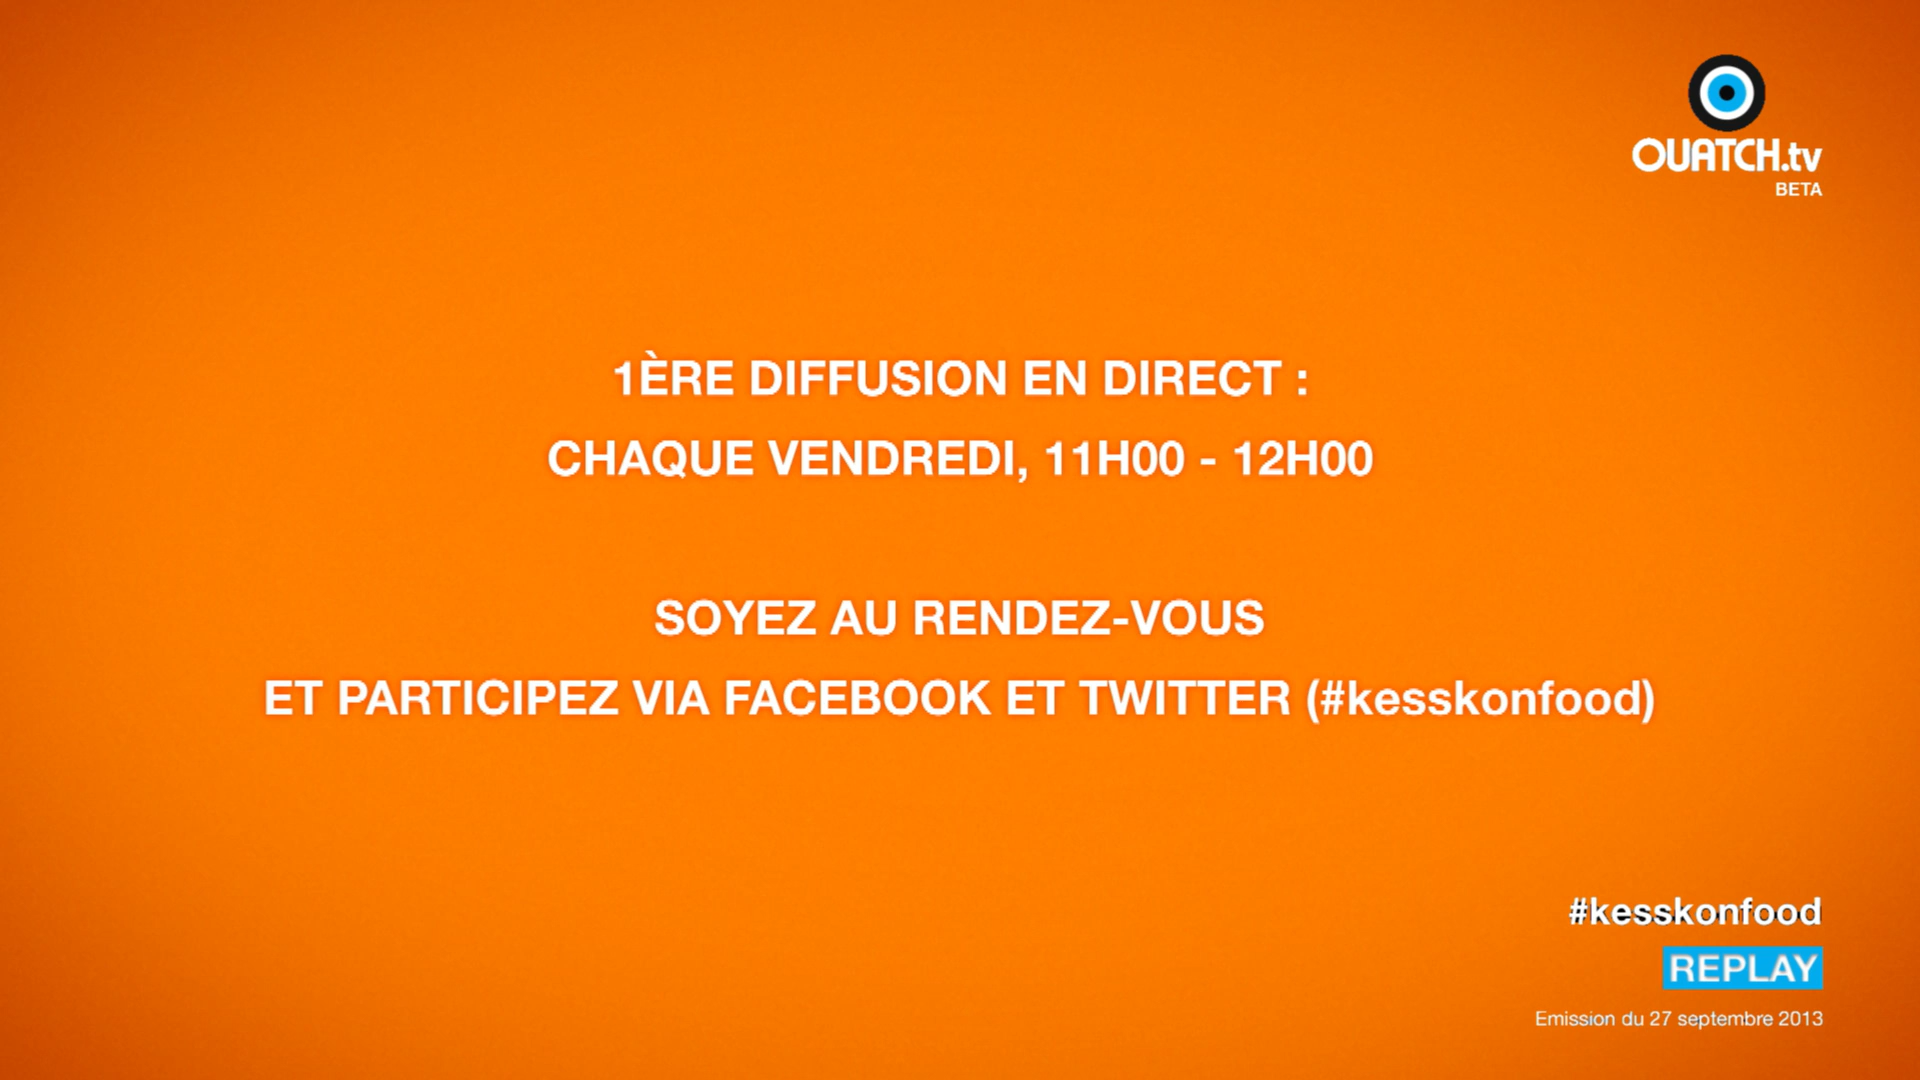 OUATCH.tv
BETA
1ÈRE DIFFUSION EN DIRECT :
CHAQUE VENDREDI, 11H00 - 12H00
SOYEZ AU RENDEZ-VOUS
ET PARTICIPEZ VIA FACEBOOK ET TWITTER (#kesskonfood)
#kesskonfood
REPLAY
Emission du 27 septembre 2013